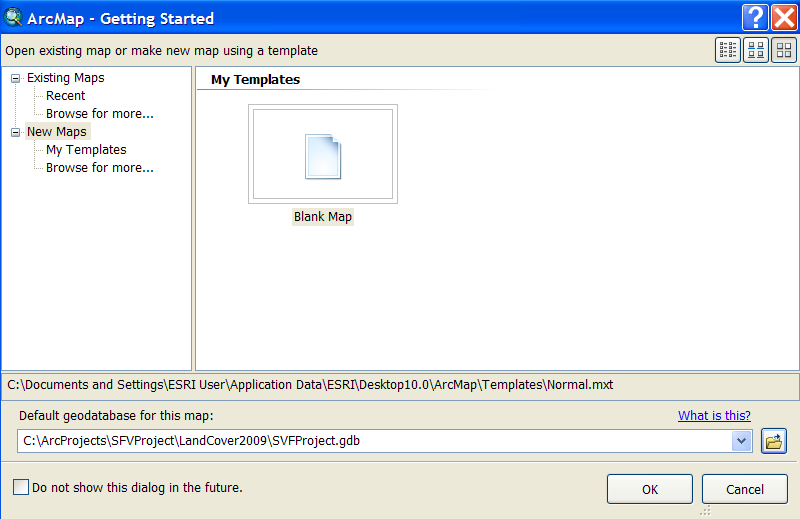 ArcMap - Getting Started
Open existing map or make new map using a template
Existing Maps
Recent
Browse for more...
New Maps
My Templates
Browse for more...
My Templates
Blank Map
C:\Documents and Settings\ESRI User\Application Data\ESRI\Desktop10.0\ArcMap\Templates\Normal.mxt
Default geodatabase for this map:
What is this?
C:\ArcProjects\SFVProject\LandCover2009\SVFProject.gdb
Do not show this dialog in the future.
OK
Cancel